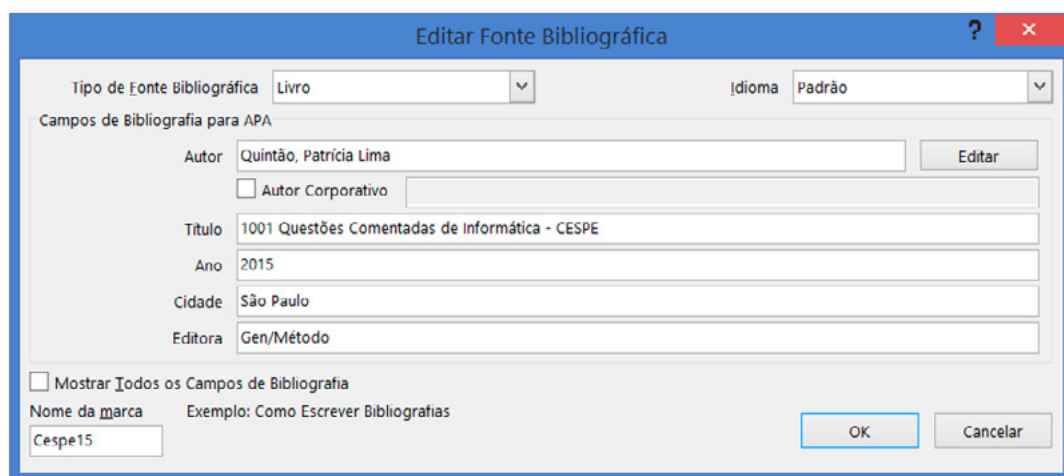 Editar Fonte Bibliográfica ? ×
Tipo de Fonte Bibliográfica Livro Idioma Padrão
Campos de Bibliografia para APA
Autor Quintão, Patrícia Lima Editar
Autor Corporativo
Título 1001 Questões Comentadas de Informática - CESPE
Ano 2015
Cidade São Paulo
Editora Gen/Método
Mostrar Todos os Campos de Bibliografia
Nome da marca Exemplo: Como Escrever Bibliografias
Cespe15 OK Cancelar